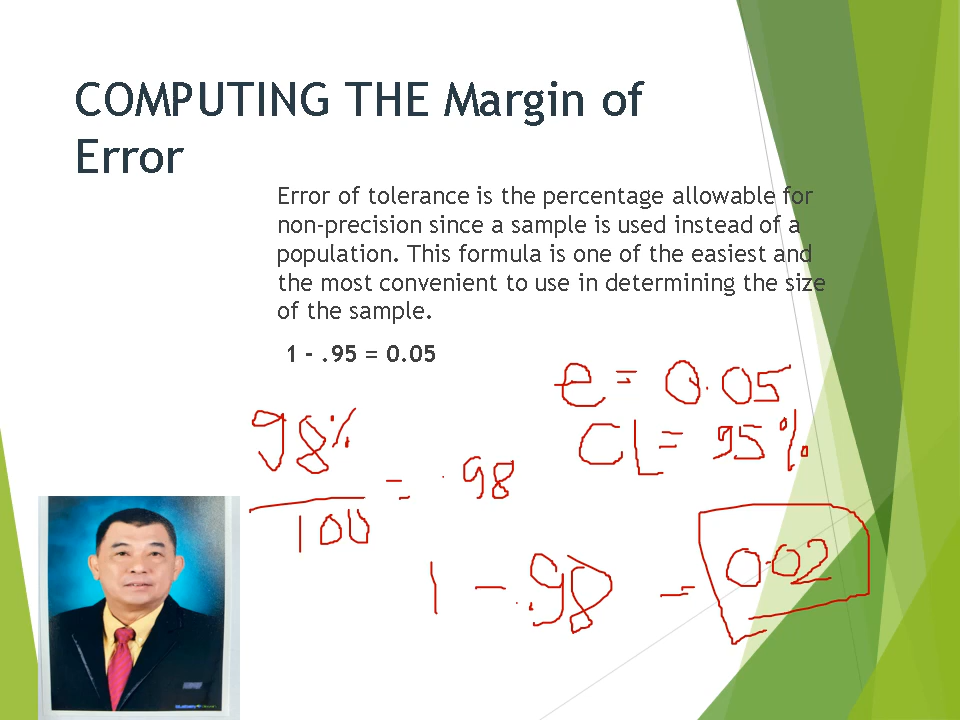 COMPUTING THE Margin of
Error
Error of tolerance is the percentage allowable for
non-precision since a sample is used instead of a
population. This formula is one of the easiest and
the most convenient to use in determining the size
of the sample.
1 - .95 = 0.05
e = 0.05
CL = 95%
98%
100
= .98
1 - .98 = 0.02